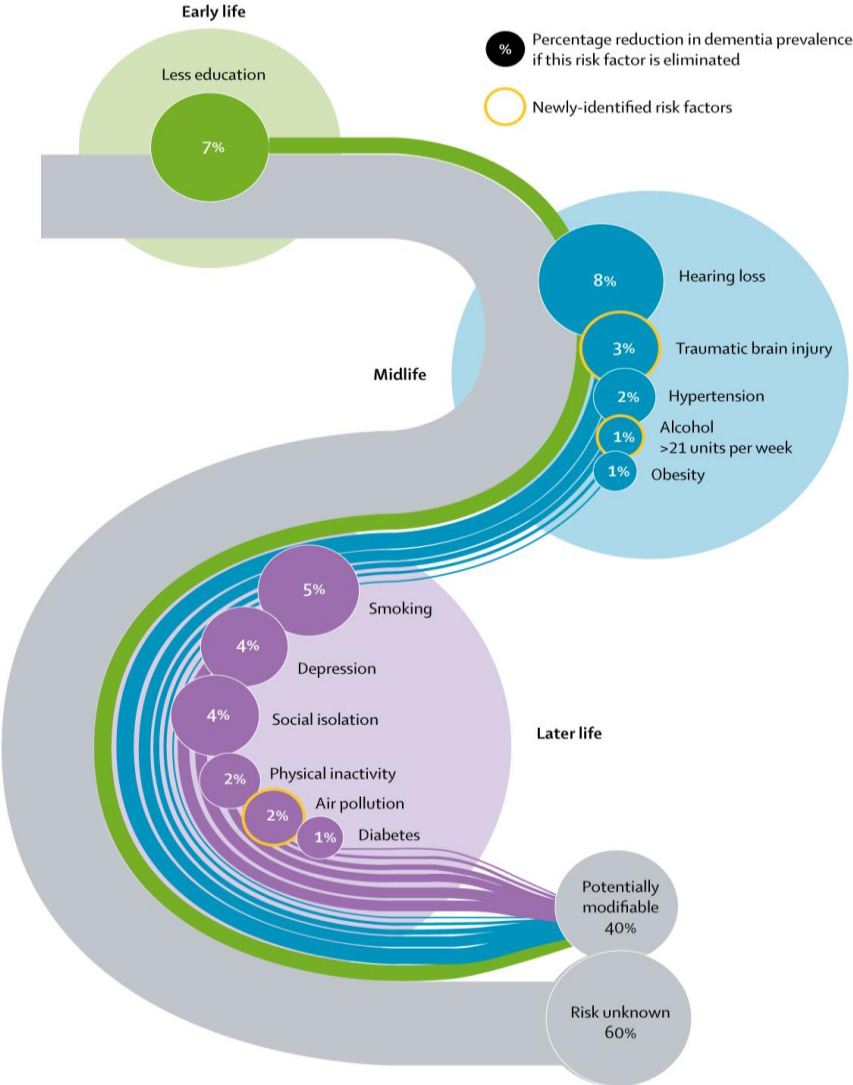 Early life
Less education
7%
%
Percentage reduction in dementia prevalence
if this risk factor is eliminated
Newly-identified risk factors
Midlife
8%
Hearing loss
3%
Traumatic brain injury
2%
Hypertension
1%
Alcohol
>21 units per week
1%
Obesity
5%
Smoking
4%
Depression
4%
Social isolation
Later life
2%
Physical inactivity
2%
Air pollution
1%
Diabetes
Potentially
modifiable
40%
Risk unknown
60%